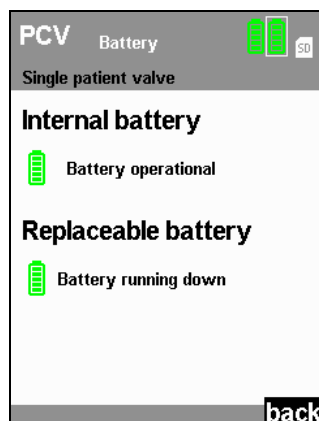 PCV Battery
SD
Single patient valve
Internal battery
Battery operational
Replaceable battery
Battery running down
back